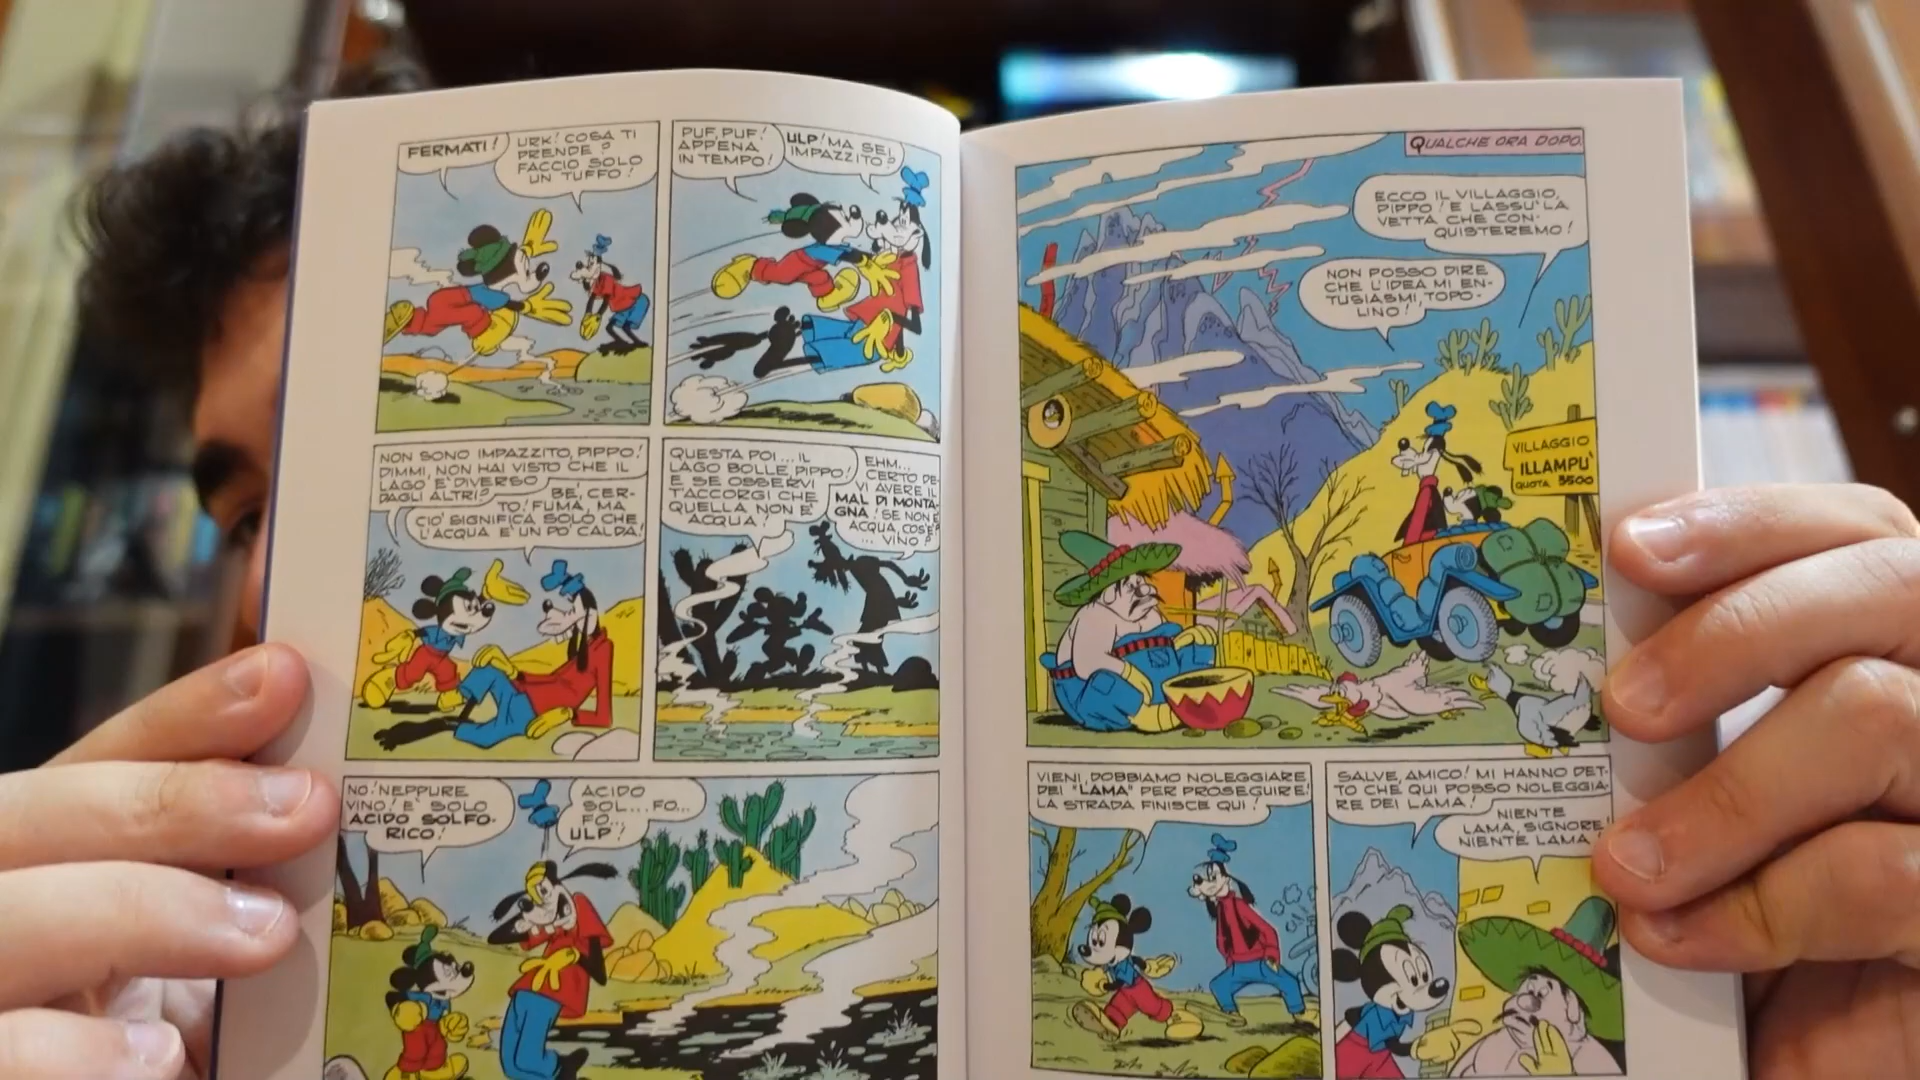 FERMATI!
URK! COSA TI
PRENDE?
FACCIO SOLO
UN TUFFO!
PUF, PUF!
APPENA
IN TEMPO!
ULP! MA SEI
IMPAZZITO?
NON SONO IMPAZZITO, PIPPO!
DIMMI, NON HAI VISTO CHE IL
LAGO E' DIVERSO
DAGLI ALTRI?
BE', CER-
TO! FUMA, MA
CIO' SIGNIFICA SOLO CHE
L'ACQUA E' UN PO' CALDA!
QUESTA POI... IL
LAGO BOLLE, PIPPO!
E SE OSSERVI
T'ACCORGI CHE
QUELLA NON E'
ACQUA!
EHM...
CERTO DE-
VI AVERE IL
MAL DI MONTA-
GNA! SE NON E'
ACQUA, COS'E'?
... VINO?
NO! NEPPURE
VINO! E' SOLO
ACIDO SOLFO-
RICO!
ACIDO
SOL... FO...
FO...
ULP!
QUALCHE ORA DOPO.
ECCO IL VILLAGGIO,
PIPPO! E LASSU' LA
VETTA CHE CON-
QUISTEREMO!
NON POSSO DIRE
CHE L'IDEA MI EN-
TUSIASMI, TOPO-
LINO!
VILLAGGIO
ILLAMPU'
QUOTA 3500
VIENI, DOBBIAMO NOLEGGIARE
DEI "LAMA" PER PROSEGUIRE!
LA STRADA FINISCE QUI!
SALVE, AMICO! MI HANNO DET-
TO CHE QUI POSSO NOLEGGIA-
RE DEI LAMA!
NIENTE
LAMA, SIGNORE!
NIENTE LAMA!